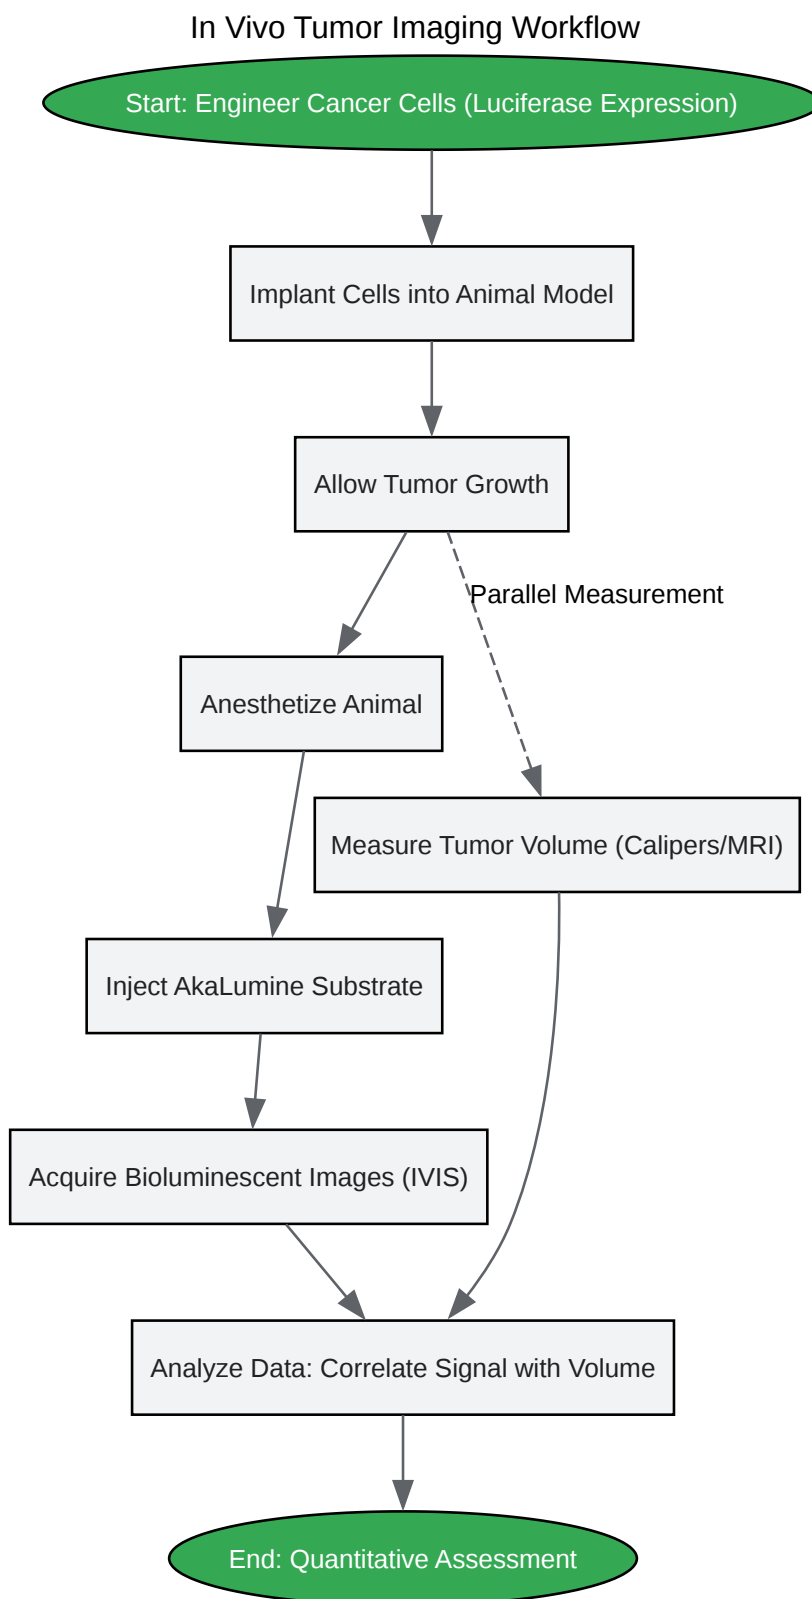 In Vivo Tumor Imaging Workflow
Start: Engineer Cancer Cells (Luciferase Expression)
Implant Cells into Animal Model
Allow Tumor Growth
Parallel Measurement
Anesthetize Animal
Measure Tumor Volume (Calipers/MRI)
Inject AkaLumine Substrate
Acquire Bioluminescent Images (IVIS)
Analyze Data: Correlate Signal with Volume
End: Quantitative Assessment